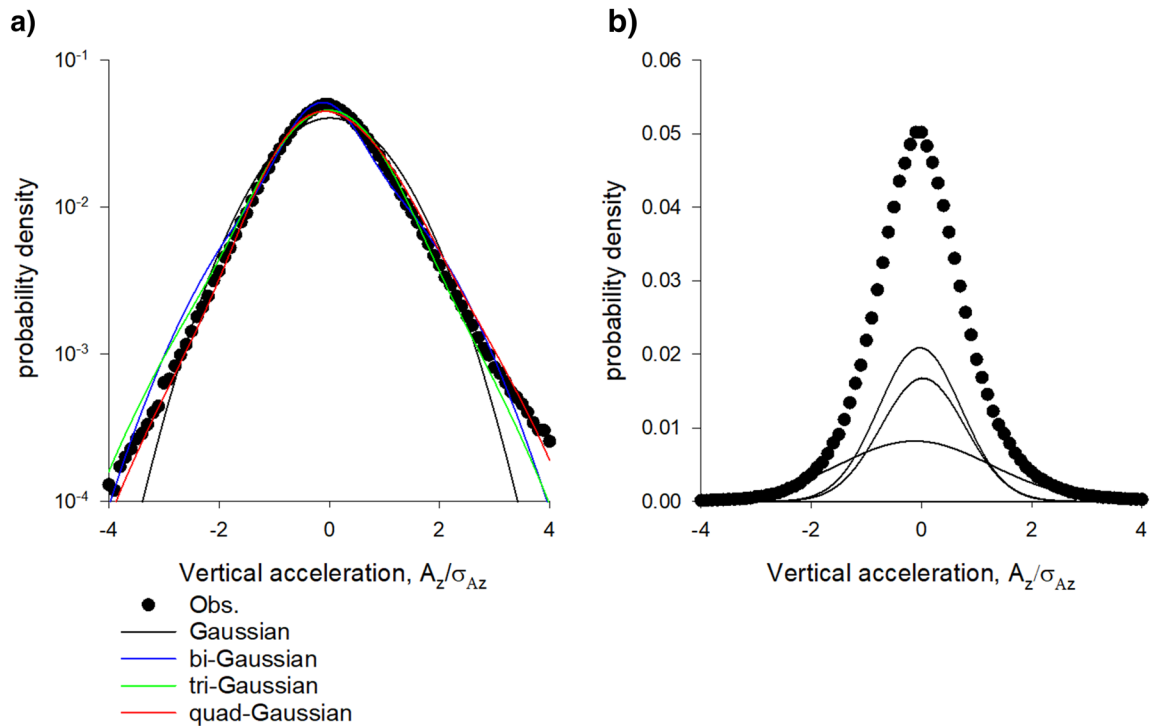 a)
probability density
10⁻¹
10⁻²
10⁻³
10⁻⁴
-4 -2 0 2 4
Vertical acceleration, A_z/σ_Az
Obs.
Gaussian
bi-Gaussian
tri-Gaussian
quad-Gaussian
b)
probability density
0.06
0.05
0.04
0.03
0.02
0.01
0.00
-4 -2 0 2 4
Vertical acceleration, A_z/σ_Az